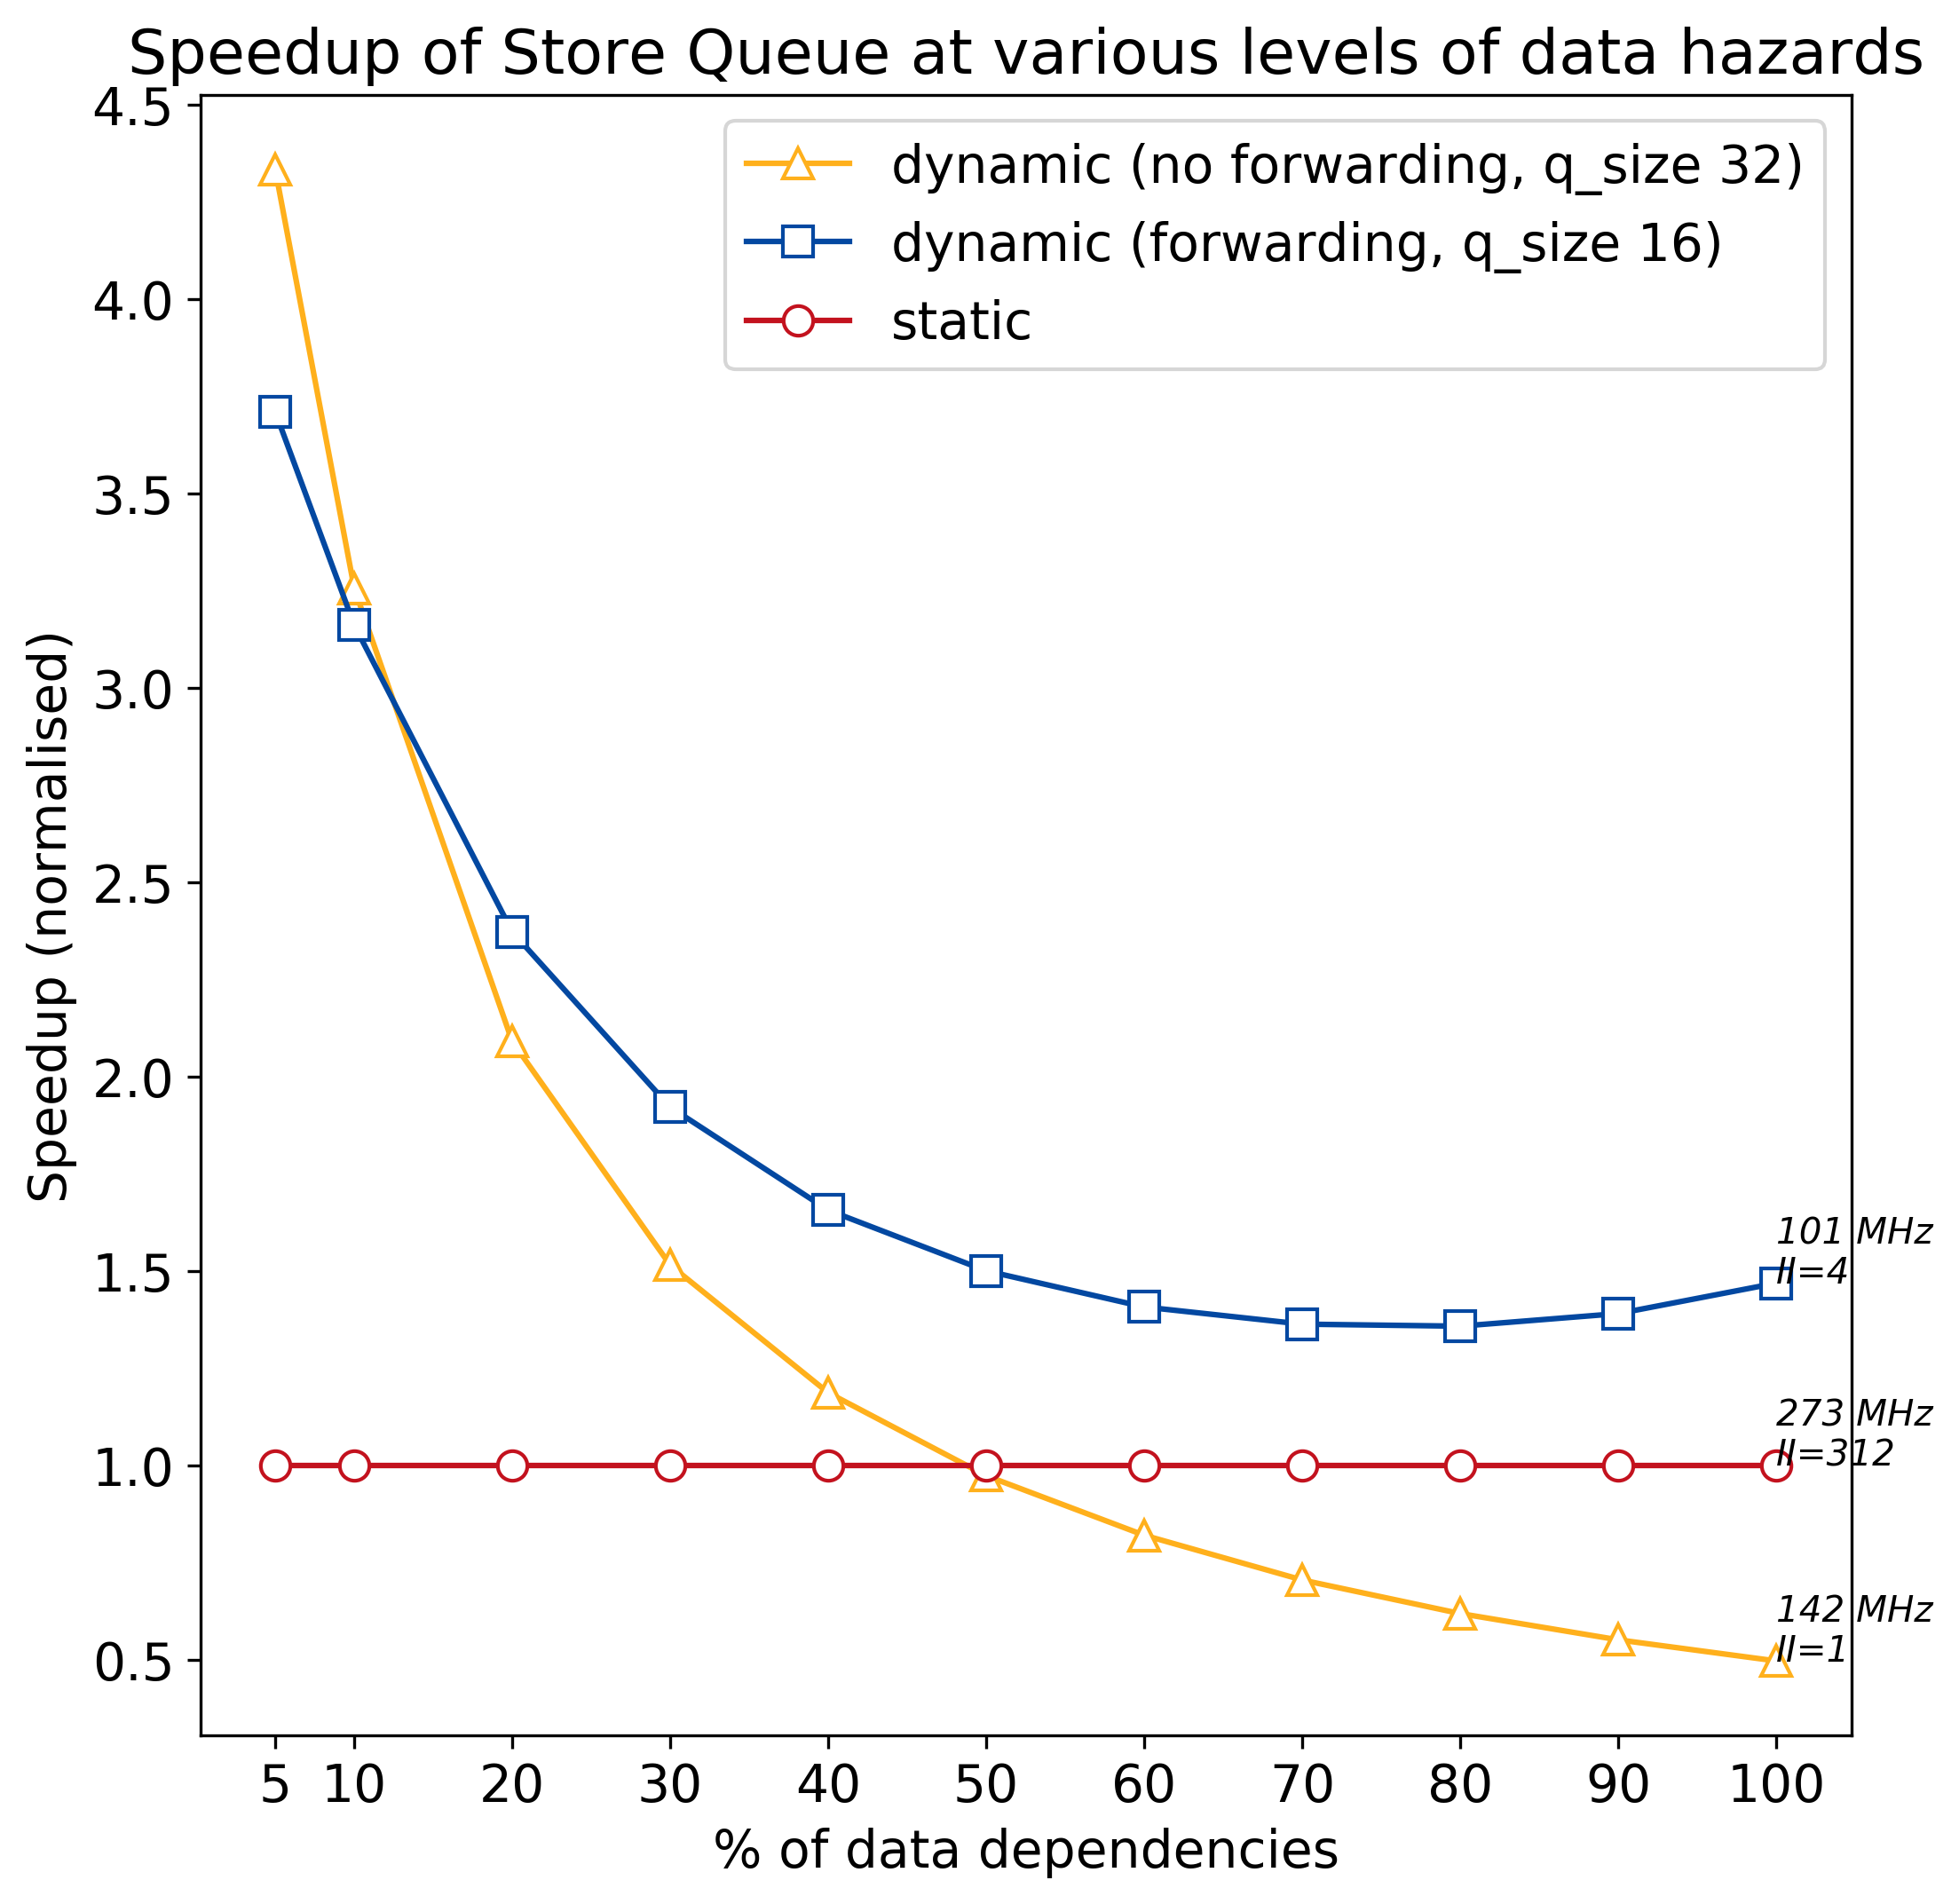 Speedup of Store Queue at various levels of data hazards
dynamic (no forwarding, q_size 32)
dynamic (forwarding, q_size 16)
static
Speedup (normalised)
4.5
4.0
3.5
3.0
2.5
2.0
1.5
1.0
0.5
101 MHz
II=4
273 MHz
II=312
142 MHz
II=1
5 10 20 30 40 50 60 70 80 90 100
% of data dependencies